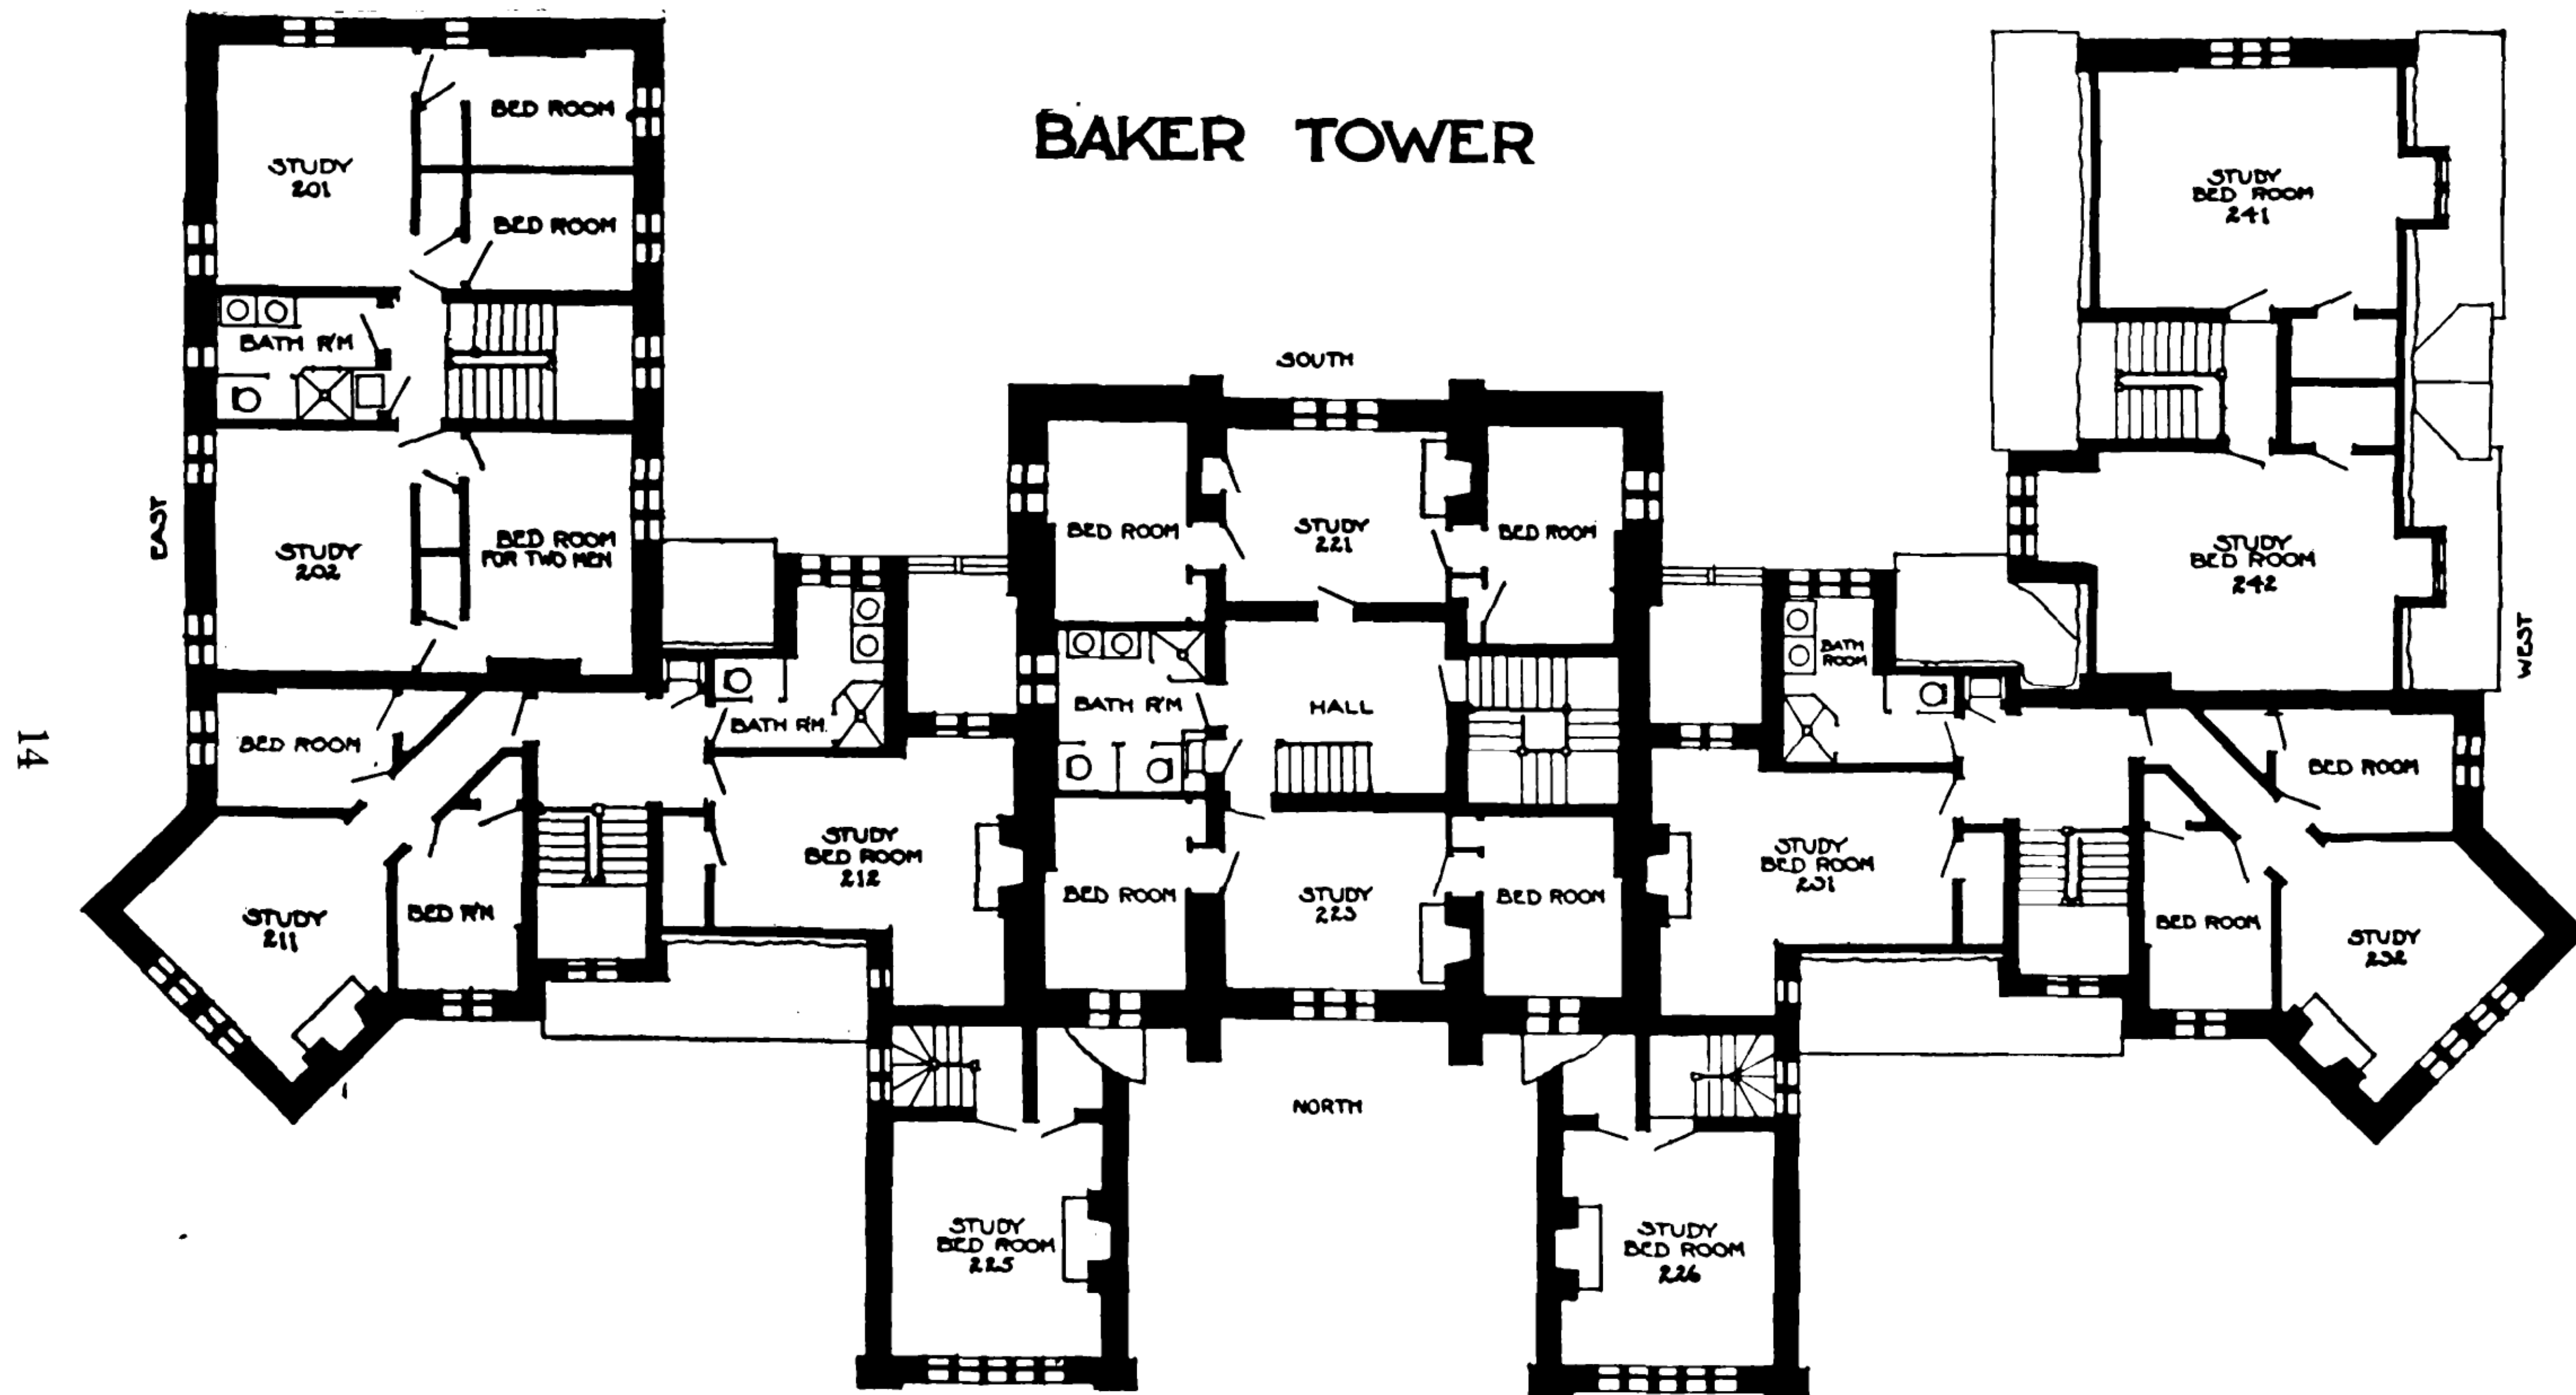 BAKER TOWER
BED ROOM
STUDY
201
BED ROOM
BATH R'M
STUDY
BED ROOM
241
SOUTH
EAST
STUDY
202
BED ROOM
FOR TWO MEN
BED ROOM
STUDY
221
BED ROOM
STUDY
BED ROOM
242
WEST
BATH
ROOM
BED ROOM
BATH R'M.
BATH R'M
HALL
BED ROOM
14
STUDY
BED ROOM
212
STUDY
BED ROOM
231
STUDY
211
BED R'M
BED ROOM
STUDY
223
BED ROOM
BED ROOM
STUDY
232
NORTH
STUDY
BED ROOM
225
STUDY
BED ROOM
226